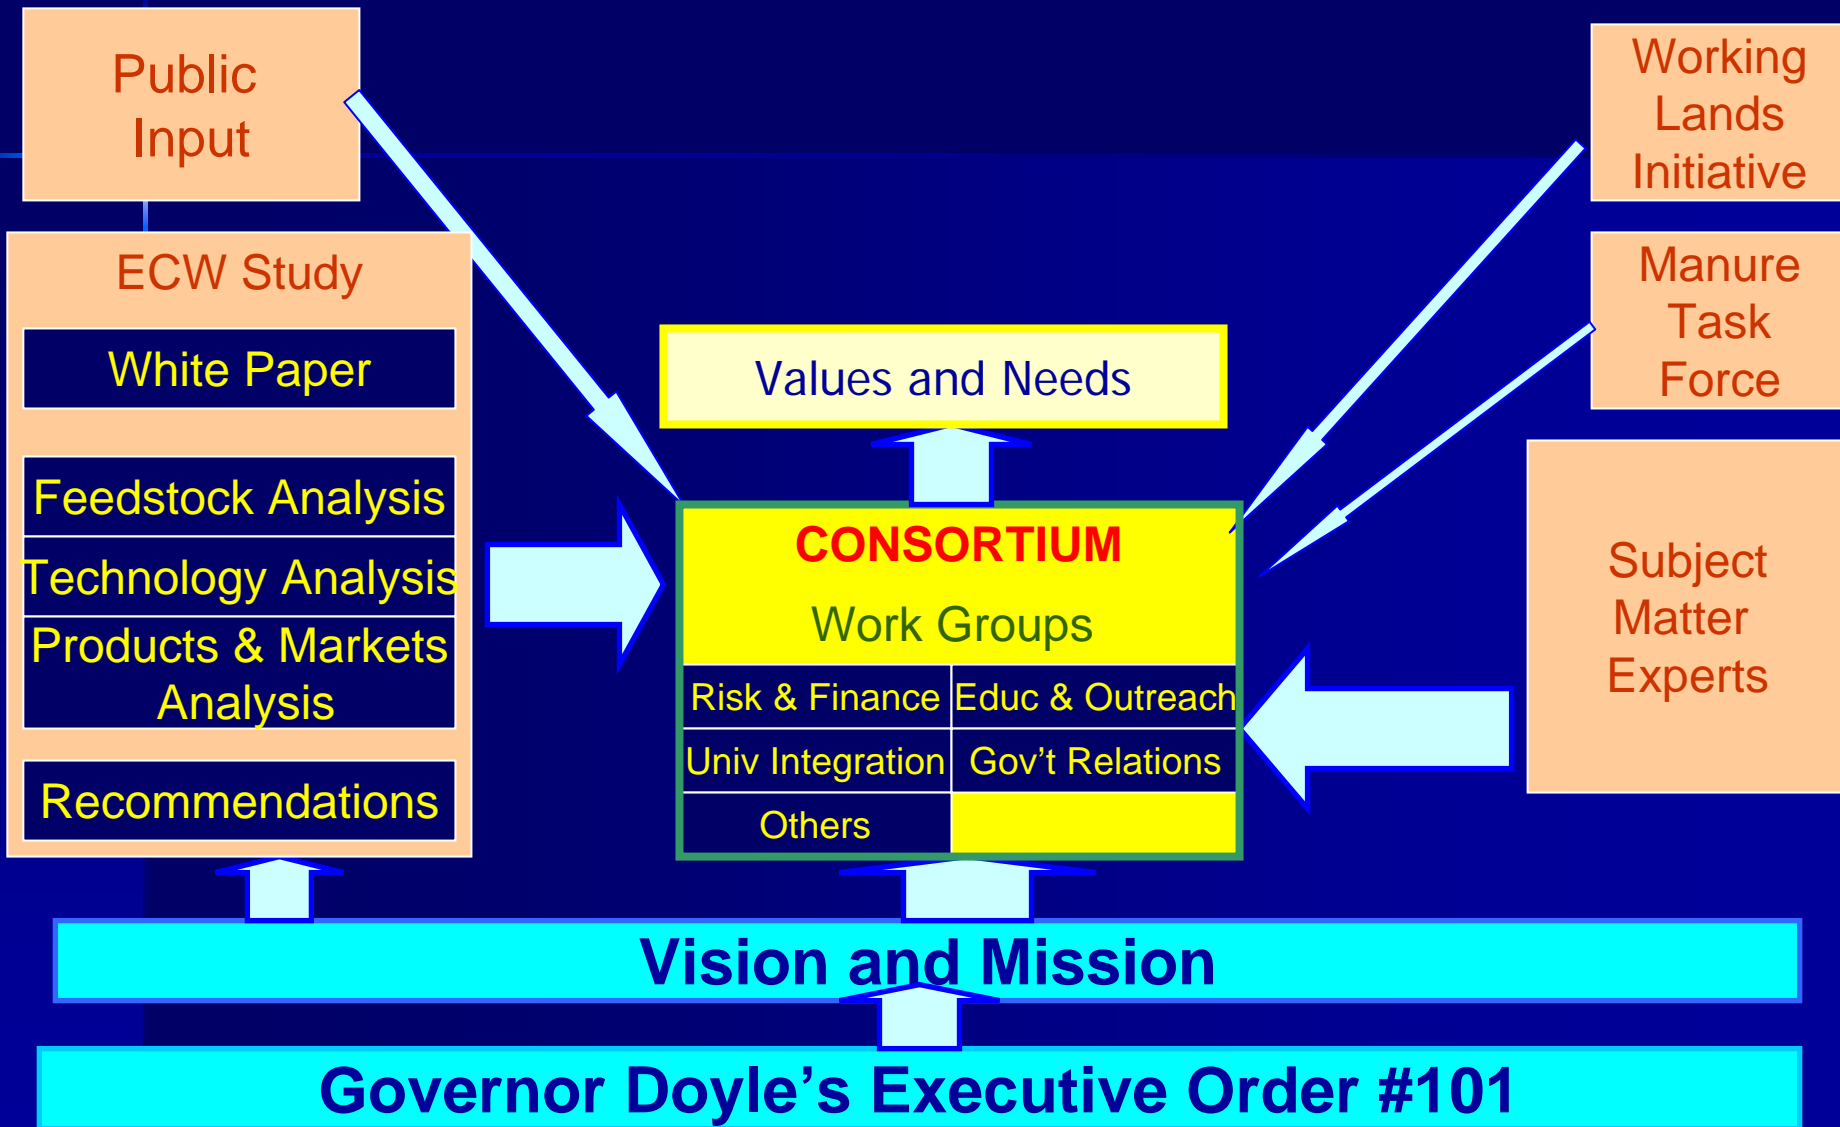 Public
Input
ECW Study
White Paper
Feedstock Analysis
Technology Analysis
Products & Markets
Analysis
Recommendations
Values and Needs
CONSORTIUM
Work Groups
Risk & Finance
Educ & Outreach
Univ Integration
Gov’t Relations
Others
Working
Lands
Initiative
Manure
Task
Force
Subject
Matter
Experts
Vision and Mission
Governor Doyle’s Executive Order #101